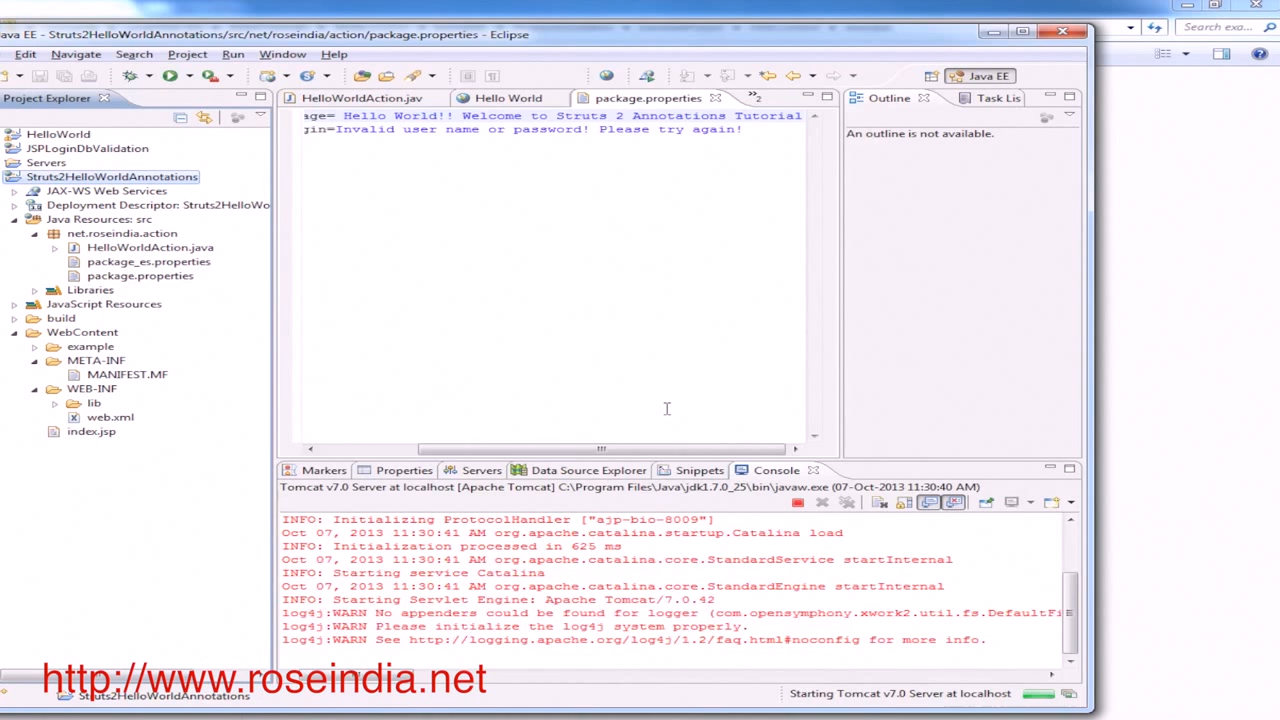 Java EE - Struts2HelloWorldAnnotations/src/net/roseindia/action/package.properties - Eclipse
Search exa...
Edit Navigate Search Project Run Window Help
Java EE
Project Explorer
HelloWorldAction.jav
Hello World
package.properties
2
Outline
Task Lis
HelloWorld
JSPLoginDbValidation
Servers
Struts2HelloWorldAnnotations
JAX-WS Web Services
Deployment Descriptor: Struts2HelloWo
Java Resources: src
net.roseindia.action
HelloWorldAction.java
package_es.properties
package.properties
Libraries
JavaScript Resources
build
WebContent
example
META-INF
MANIFEST.MF
WEB-INF
lib
web.xml
index.jsp
age= Hello World!! Welcome to Struts 2 Annotations Tutorial
gin=Invalid user name or password! Please try again!
An outline is not available.
Markers Properties Servers Data Source Explorer Snippets Console
Tomcat v7.0 Server at localhost [Apache Tomcat] C:\Program Files\Java\jdk1.7.0_25\bin\javaw.exe (07-Oct-2013 11:30:40 AM)
INFO: Initializing ProtocolHandler ["ajp-bio-8009"]
Oct 07, 2013 11:30:41 AM org.apache.catalina.startup.Catalina load
INFO: Initialization processed in 625 ms
Oct 07, 2013 11:30:41 AM org.apache.catalina.core.StandardService startInternal
INFO: Starting service Catalina
Oct 07, 2013 11:30:41 AM org.apache.catalina.core.StandardEngine startInternal
INFO: Starting Servlet Engine: Apache Tomcat/7.0.42
log4j:WARN No appenders could be found for logger (com.opensymphony.xwork2.util.fs.DefaultFi
log4j:WARN Please initialize the log4j system properly.
log4j:WARN See http://logging.apache.org/log4j/1.2/faq.html#noconfig for more info.
http://www.roseindia.net
Struts2HelloWorldAnnotations
Starting Tomcat v7.0 Server at localhost